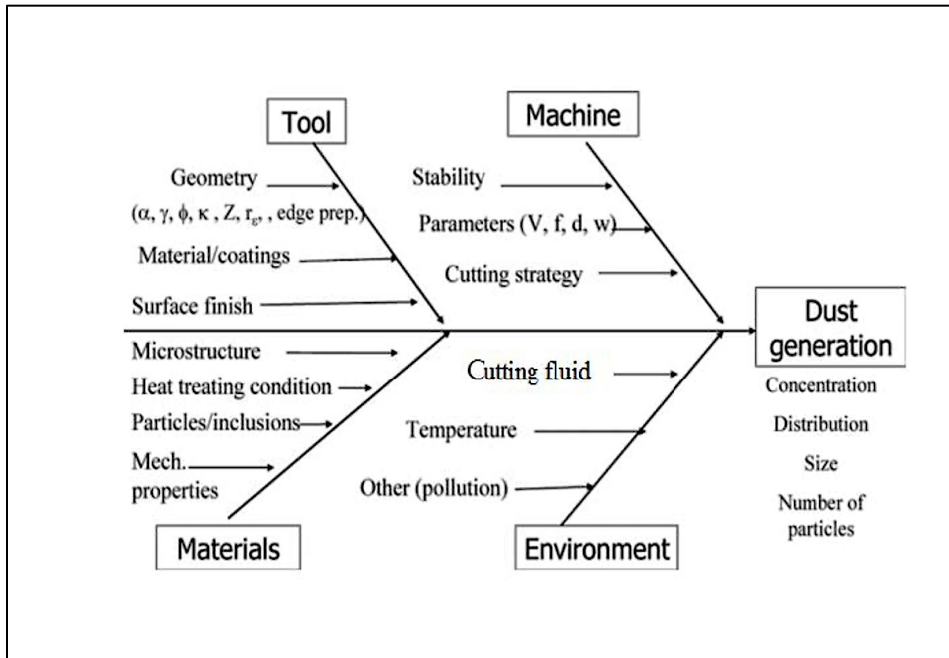 Tool
Geometry
(α, γ, φ, κ , Z, rε, , edge prep.)
Material/coatings
Surface finish
Machine
Stability
Parameters (V, f, d, w)
Cutting strategy
Dust
generation
Concentration
Distribution
Size
Number of
particles
Microstructure
Heat treating condition
Particles/inclusions
Mech.
properties
Materials
Cutting fluid
Temperature
Other (pollution)
Environment